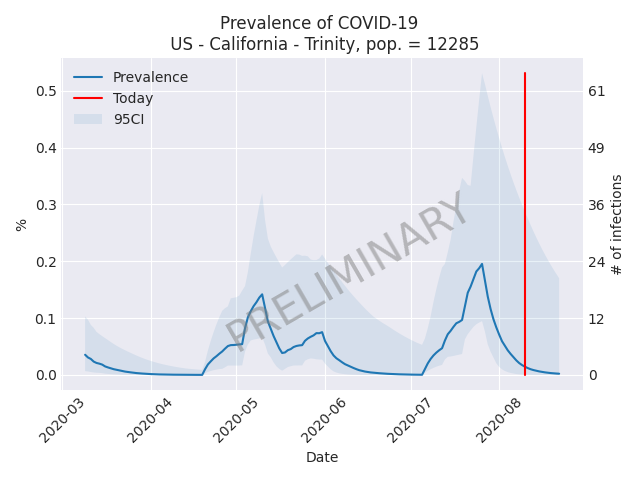 Prevalence of COVID-19
US - California - Trinity, pop. = 12285
Prevalence
Today
95CI
0.5
0.4
0.3
0.2
0.1
0.0
%
61
49
36
24
12
0
# of infections
PRELIMINARY
2020-03
2020-04
2020-05
2020-06
2020-07
2020-08
Date